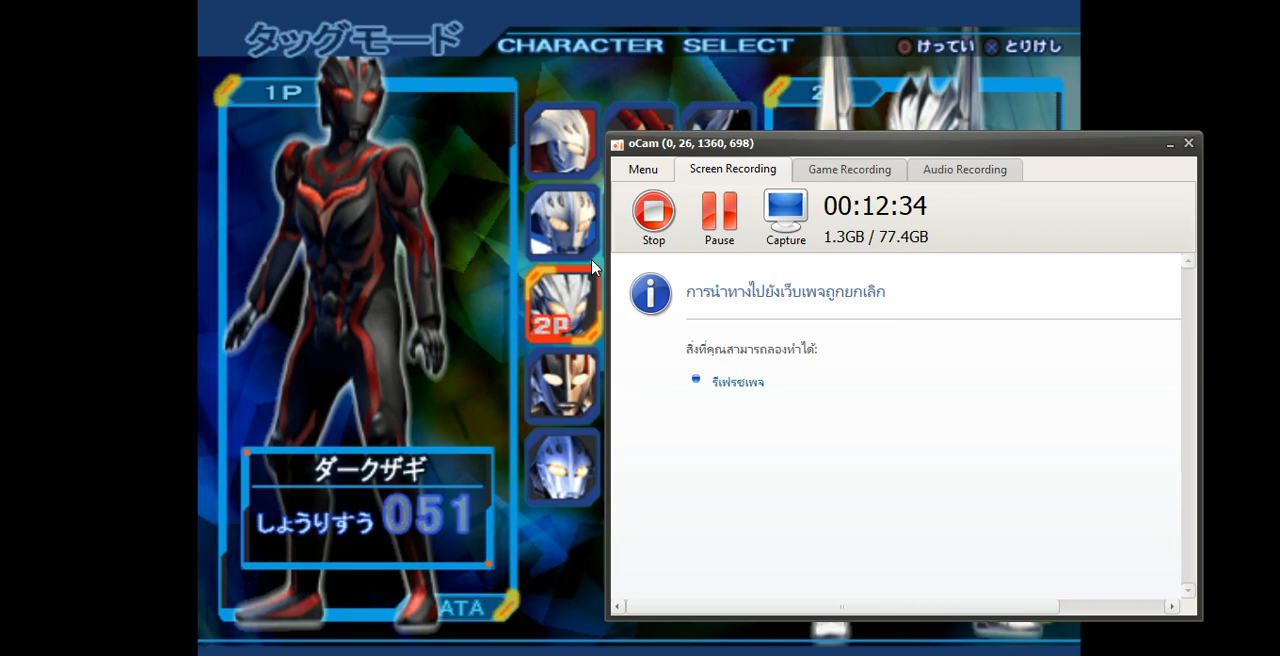 タッグモード
CHARACTER SELECT
けってい とりけし
1P
2
oCam (0, 26, 1360, 698)
Menu
Screen Recording
Game Recording
Audio Recording
00:12:34
1.3GB / 77.4GB
Stop
Pause
Capture
การนำทางไปยังเว็บเพจถูกยกเลิก
สิ่งที่คุณสามารถลองทำได้:
รีเฟรชเพจ
2P
ダークザギ
しょうりすう 051
ATA